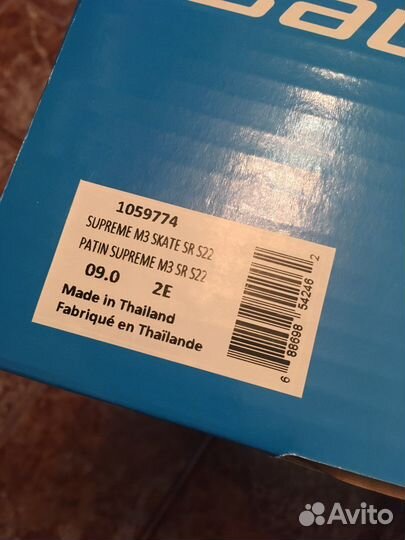 1059774
SUPREME M3 SKATE SR S22
PATIN SUPREME M3 SR S22
09.0 2E
Made in Thailand
Fabriqué en Thaïlande
6 88698 54246 2
Avito